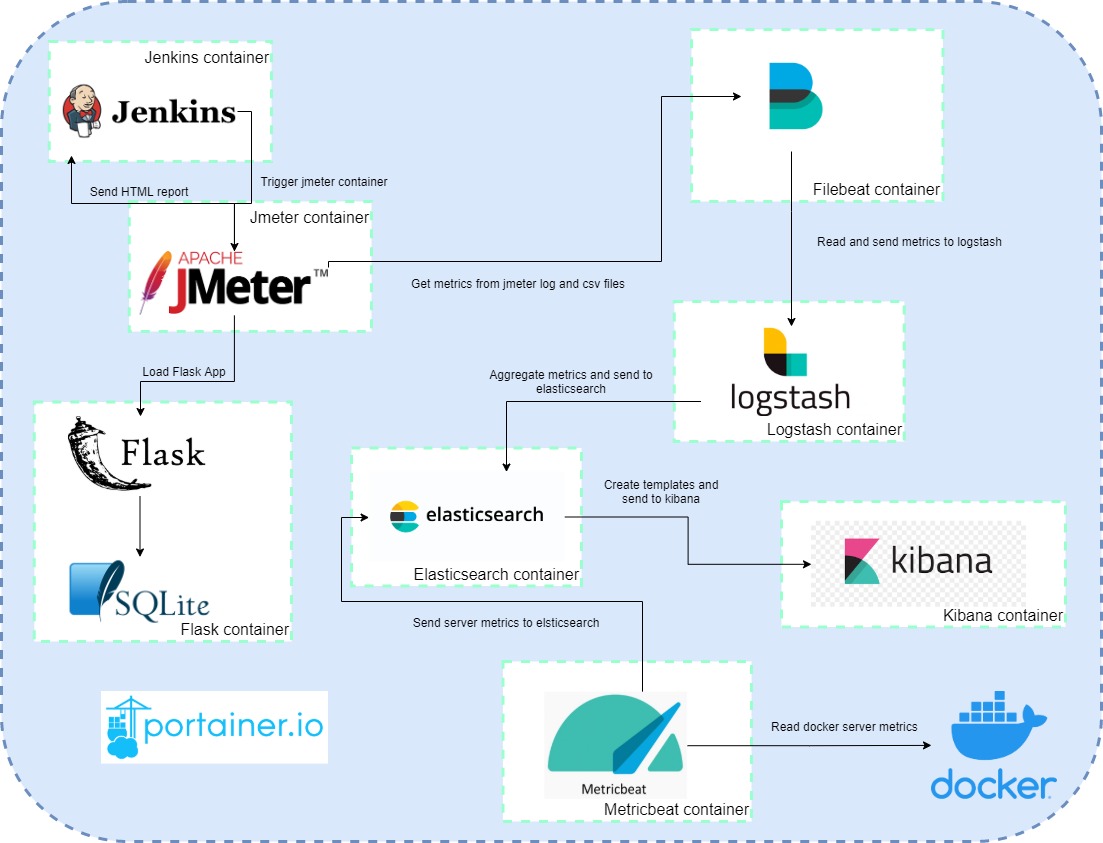 Jenkins container
Jenkins
Send HTML report
Trigger jmeter container
Jmeter container
APACHE
JMeter™
Get metrics from jmeter log and csv files
Filebeat container
Read and send metrics to logstash
logstash
Logstash container
Aggregate metrics and send to
elasticsearch
Load Flask App
Flask
SQLite
Flask container
elasticsearch
Elasticsearch container
Create templates and
send to kibana
kibana
Kibana container
Send server metrics to elsticsearch
Metricbeat
Metricbeat container
Read docker server metrics
docker
portainer.io